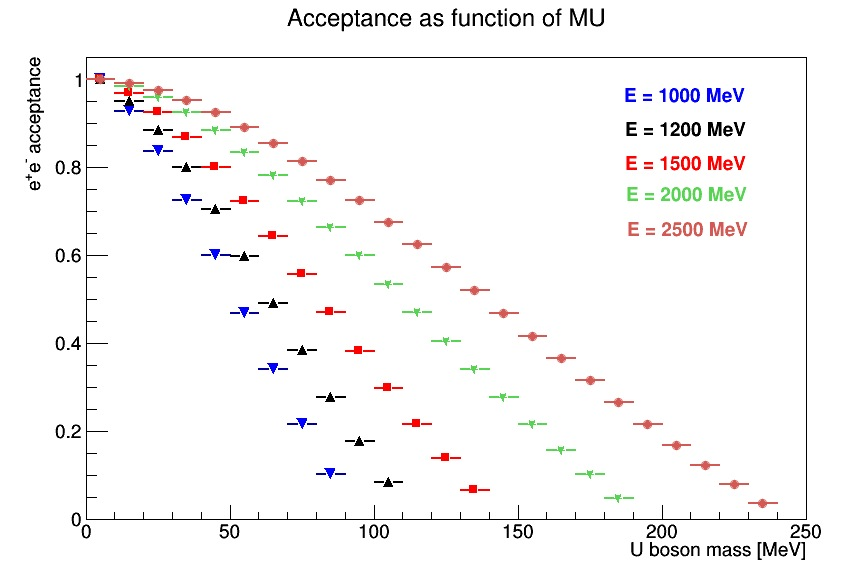 Acceptance as function of MU
e+e- acceptance
1
0.8
0.6
0.4
0.2
0
E = 1000 MeV
E = 1200 MeV
E = 1500 MeV
E = 2000 MeV
E = 2500 MeV
0 50 100 150 200 250
U boson mass [MeV]